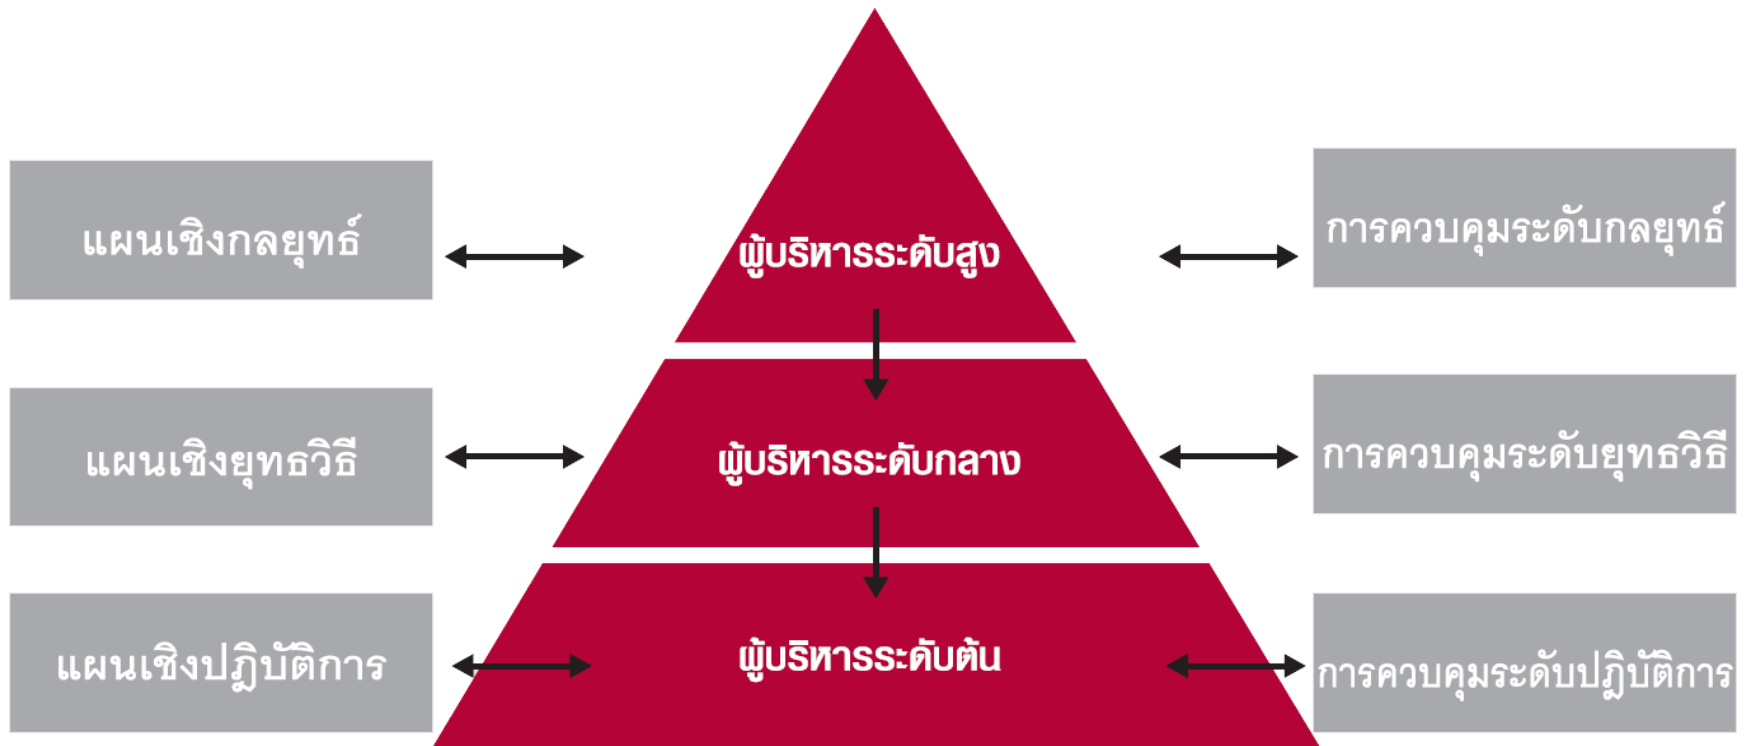 แผนเชิงกลยุทธ์
ผู้บริหารระดับสูง
การควบคุมระดับกลยุทธ์
แผนเชิงยุทธวิธี
ผู้บริหารระดับกลาง
การควบคุมระดับยุทธวิธี
แผนเชิงปฏิบัติการ
ผู้บริหารระดับต้น
การควบคุมระดับปฏิบัติการ